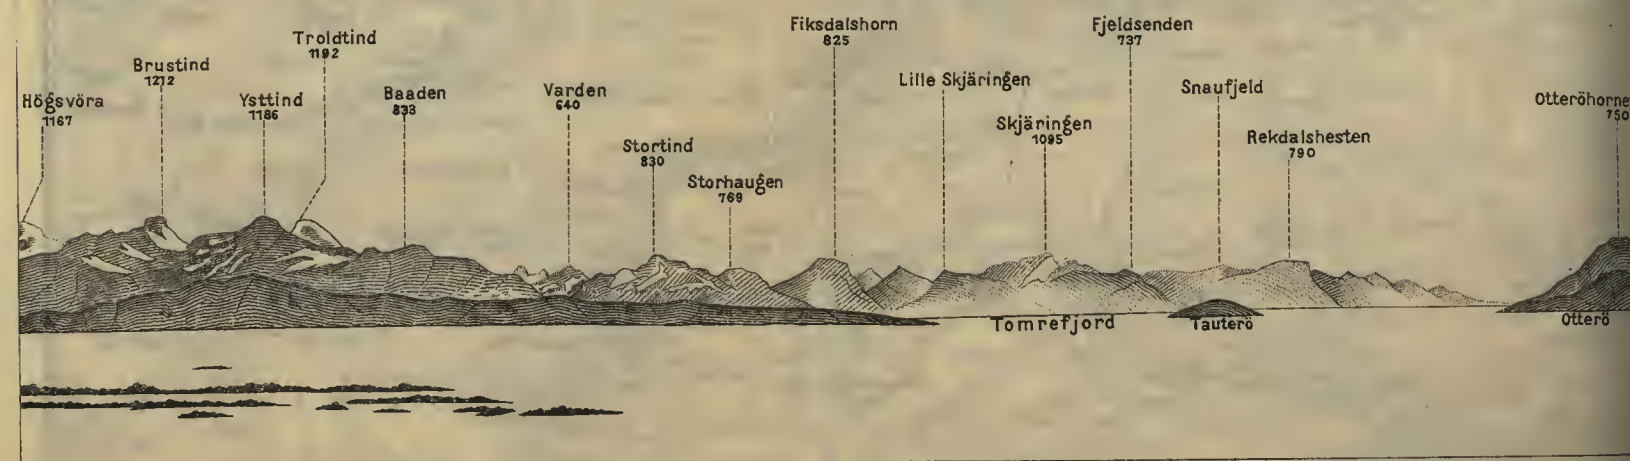 Högsvöra
1167
Brustind
1212
Ysttind
1186
Troldtind
1192
Baaden
833
Varden
640
Stortind
830
Storhaugen
769
Fiksdalshorn
825
Lille Skjäringen
Skjäringen
1095
Fjeldsenden
737
Snaufjeld
Rekdalshesten
790
Otteröhorne
750
Tomrefjord
Tauterö
Otterö